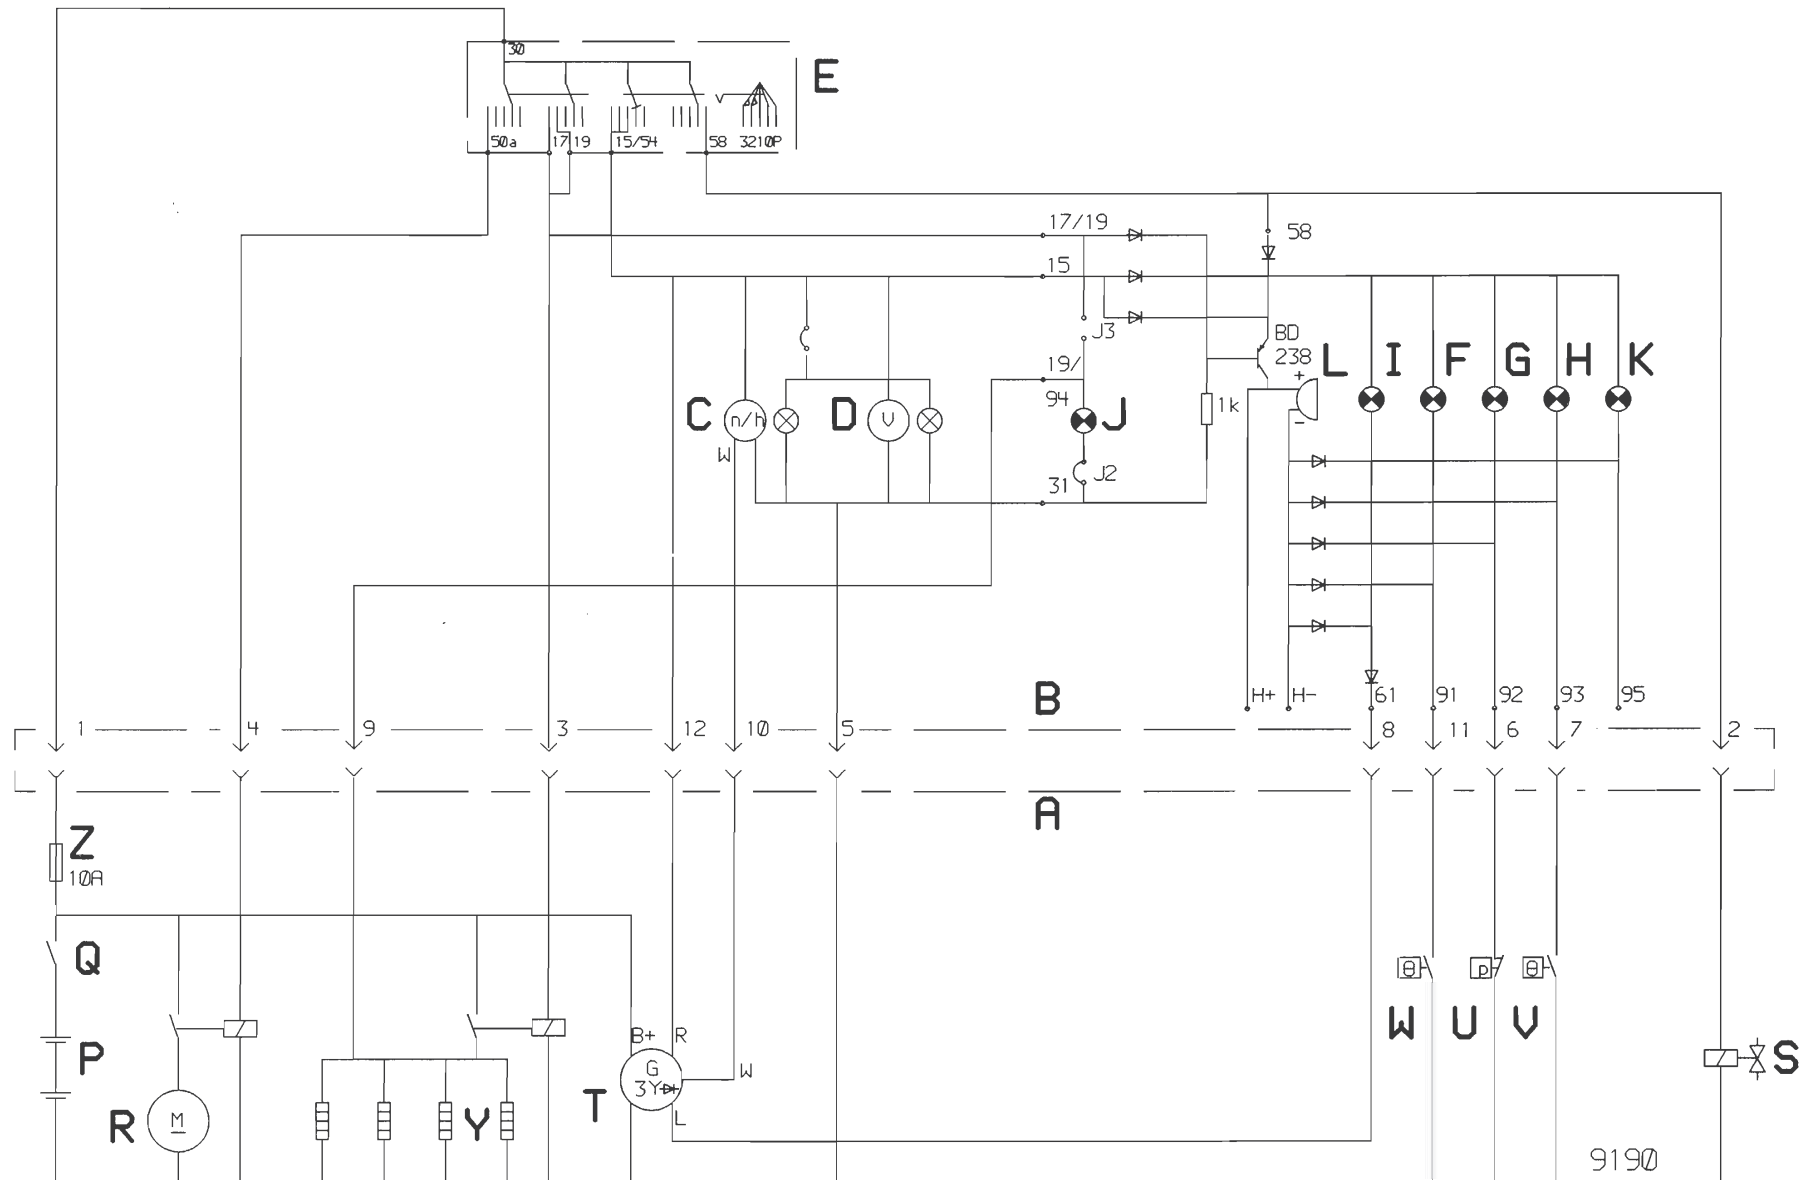 30
E
V
50a 17 19 15/54 58 3210P
17/19
58
15
J3
BD
238
L I F G H K
19/
+
C n/h D V 94 J 1k
-
W
31 J2
B
H+ H- 61 91 92 93 95
1 4 9 3 12 10 5 8 11 6 7 2
A
Z
10A
Q
θ p θ
W U V
B+ R
P G W S
3Y
T
R M Y L
9190